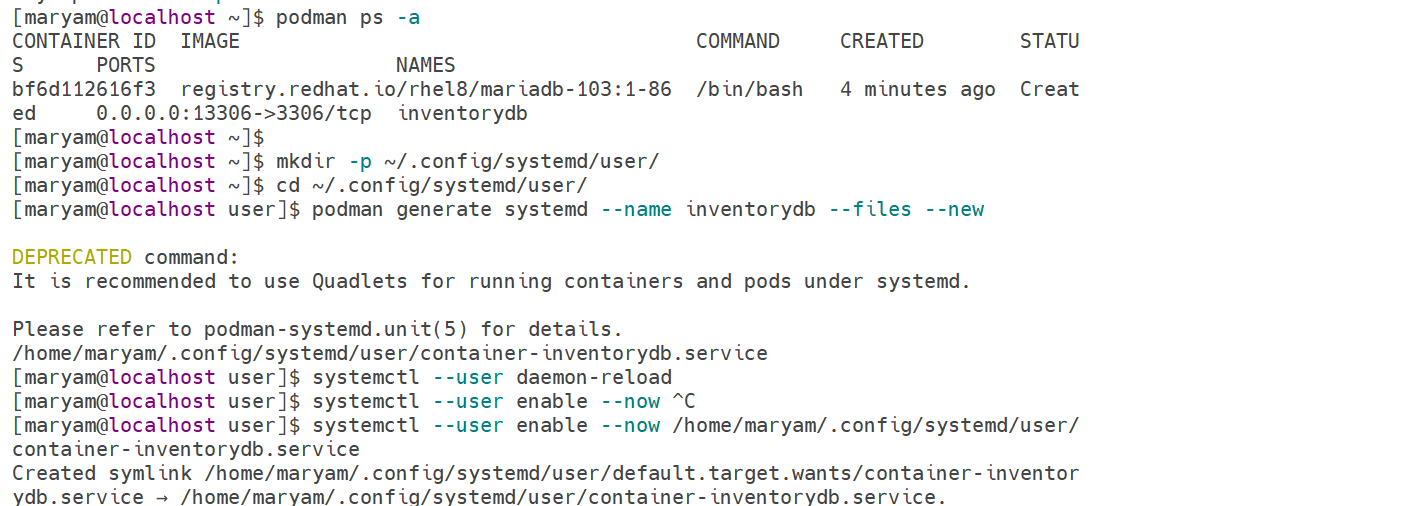 [maryam@localhost ~]$ podman ps -a
CONTAINER ID  IMAGE                                      COMMAND     CREATED        STATU
S      PORTS                    NAMES
bf6d112616f3  registry.redhat.io/rhel8/mariadb-103:1-86  /bin/bash   4 minutes ago  Creat
ed     0.0.0.0:13306->3306/tcp  inventorydb
[maryam@localhost ~]$
[maryam@localhost ~]$ mkdir -p ~/.config/systemd/user/
[maryam@localhost ~]$ cd ~/.config/systemd/user/
[maryam@localhost user]$ podman generate systemd --name inventorydb --files --new
DEPRECATED command:
It is recommended to use Quadlets for running containers and pods under systemd.
Please refer to podman-systemd.unit(5) for details.
/home/maryam/.config/systemd/user/container-inventorydb.service
[maryam@localhost user]$ systemctl --user daemon-reload
[maryam@localhost user]$ systemctl --user enable --now ^C
[maryam@localhost user]$ systemctl --user enable --now /home/maryam/.config/systemd/user/
container-inventorydb.service
Created symlink /home/maryam/.config/systemd/user/default.target.wants/container-inventor
ydb.service → /home/maryam/.config/systemd/user/container-inventorydb.service.